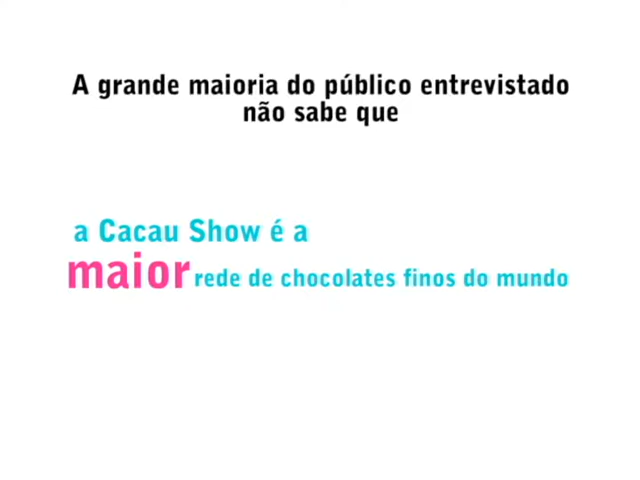 A grande maioria do público entrevistado
não sabe que
a Cacau Show é a
maior rede de chocolates finos do mundo